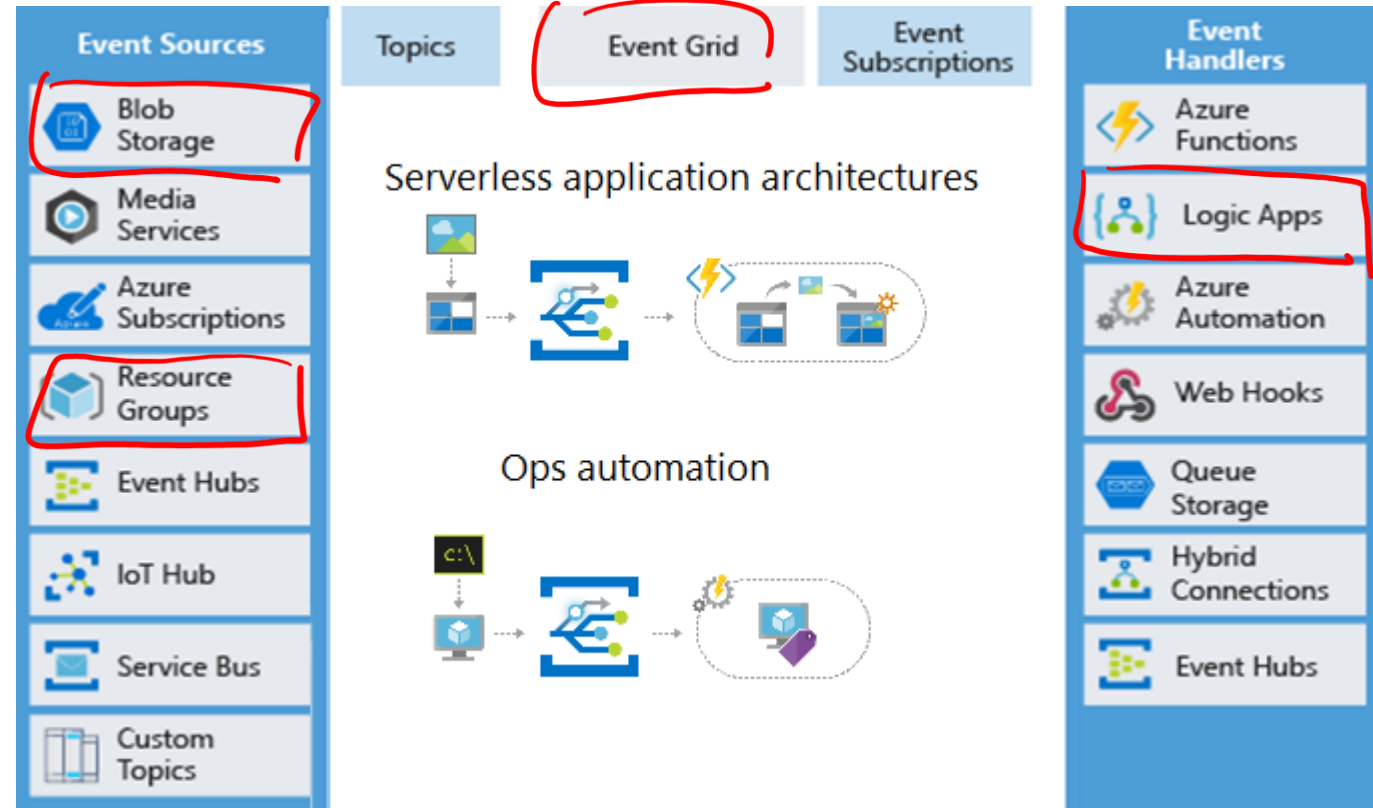 Event Sources
Blob
Storage
Media
Services
Azure
Subscriptions
Resource
Groups
Event Hubs
IoT Hub
Service Bus
Custom
Topics
Topics
Event Grid
Event
Subscriptions
Serverless application architectures
Ops automation
C:\
Event
Handlers
Azure
Functions
Logic Apps
Azure
Automation
Web Hooks
Queue
Storage
Hybrid
Connections
Event Hubs